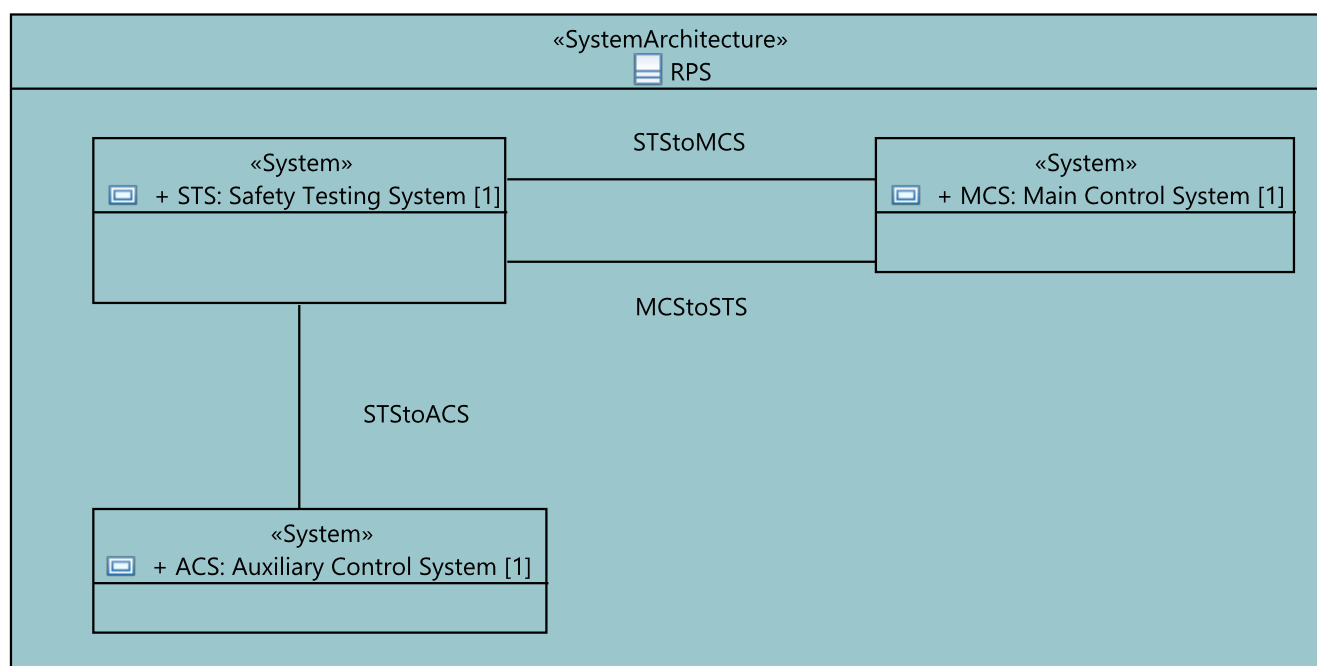 «SystemArchitecture»
RPS
STStoMCS
«System»
+ STS: Safety Testing System [1]
«System»
+ MCS: Main Control System [1]
MCStoSTS
STStoACS
«System»
+ ACS: Auxiliary Control System [1]